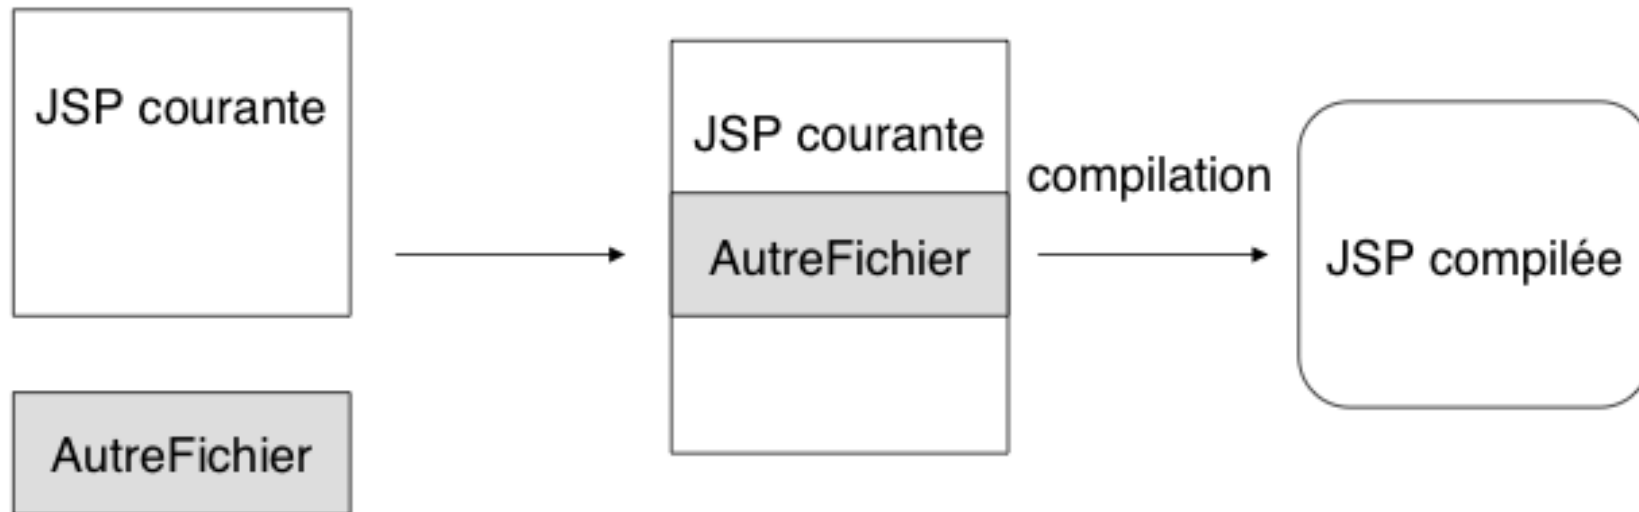 JSP courante
AutreFichier
JSP courante
AutreFichier
compilation
JSP compilée